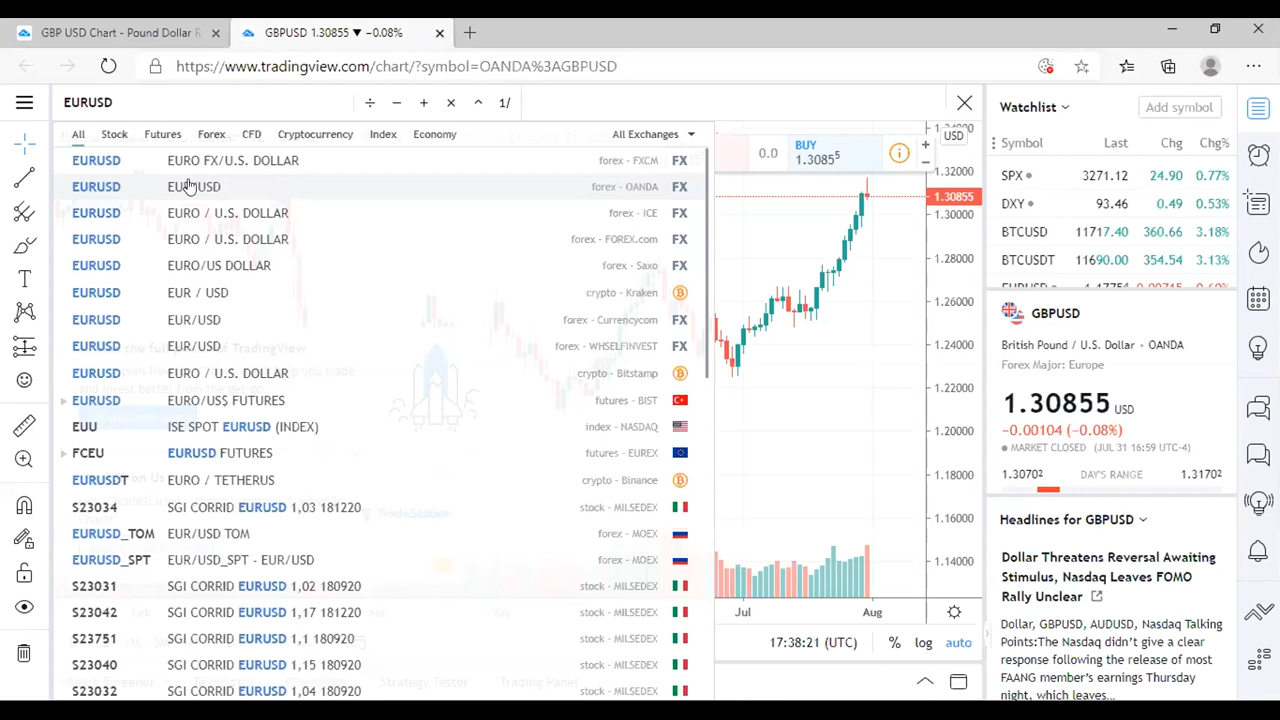 GBP USD Chart - Pound Dollar R
GBPUSD 1.30855 ▼ −0.08%
https://www.tradingview.com/chart/?symbol=OANDA%3AGBPUSD
EURUSD ÷ − + × ^ 1/
All Stock Futures Forex CFD Cryptocurrency Index Economy All Exchanges
EURUSD EURO FX/U.S. DOLLAR forex - FXCM FX
EURUSD EUR/USD forex - OANDA FX
EURUSD EURO / U.S. DOLLAR forex - ICE FX
EURUSD EURO / U.S. DOLLAR forex - FOREX.com FX
EURUSD EURO/US DOLLAR forex - Saxo FX
EURUSD EUR / USD crypto - Kraken
EURUSD EUR/USD forex - Currencycom FX
EURUSD EUR/USD forex - WHSELFINVEST FX
EURUSD EURO / U.S. DOLLAR crypto - Bitstamp
EURUSD EURO/US$ FUTURES futures - BIST
EUU ISE SPOT EURUSD (INDEX) index - NASDAQ
FCEU EURUSD FUTURES futures - EUREX
EURUSDT EURO / TETHERUS crypto - Binance
S23034 SGI CORRID EURUSD 1,03 181220 stock - MILSEDEX
EURUSD_TOM EUR/USD TOM forex - MOEX
EURUSD_SPT EUR/USD_SPT - EUR/USD forex - MOEX
S23031 SGI CORRID EURUSD 1,02 180920 stock - MILSEDEX
S23042 SGI CORRID EURUSD 1,17 181220 stock - MILSEDEX
S23751 SGI CORRID EURUSD 1,1 180920 stock - MILSEDEX
S23040 SGI CORRID EURUSD 1,15 180920 stock - MILSEDEX
S23032 SGI CORRID EURUSD 1,04 180920 stock - MILSEDEX
Strategy Tester Trading Panel
0.0
BUY
1.30855
USD
1.32000
1.30855
1.30000
1.28000
1.26000
1.24000
1.22000
1.20000
1.18000
1.16000
1.14000
Jul Aug
17:38:21 (UTC) % log auto
Watchlist Add symbol
Symbol Last Chg Chg%
SPX 3271.12 24.90 0.77%
DXY 93.46 0.49 0.53%
BTCUSD 11717.40 360.66 3.18%
BTCUSDT 11690.00 354.54 3.13%
GBPUSD
British Pound / U.S. Dollar • OANDA
Forex Major: Europe
1.30855 USD
−0.00104 (−0.08%)
MARKET CLOSED (JUL 31 16:59 UTC-4)
1.30702 DAY'S RANGE 1.31702
Headlines for GBPUSD
Dollar Threatens Reversal Awaiting
Stimulus, Nasdaq Leaves FOMO
Rally Unclear
Dollar, GBPUSD, AUDUSD, Nasdaq Talking
Points:The Nasdaq didn't give a clear
response following the release of most
FAANG member's earnings Thursday
night, which leaves...